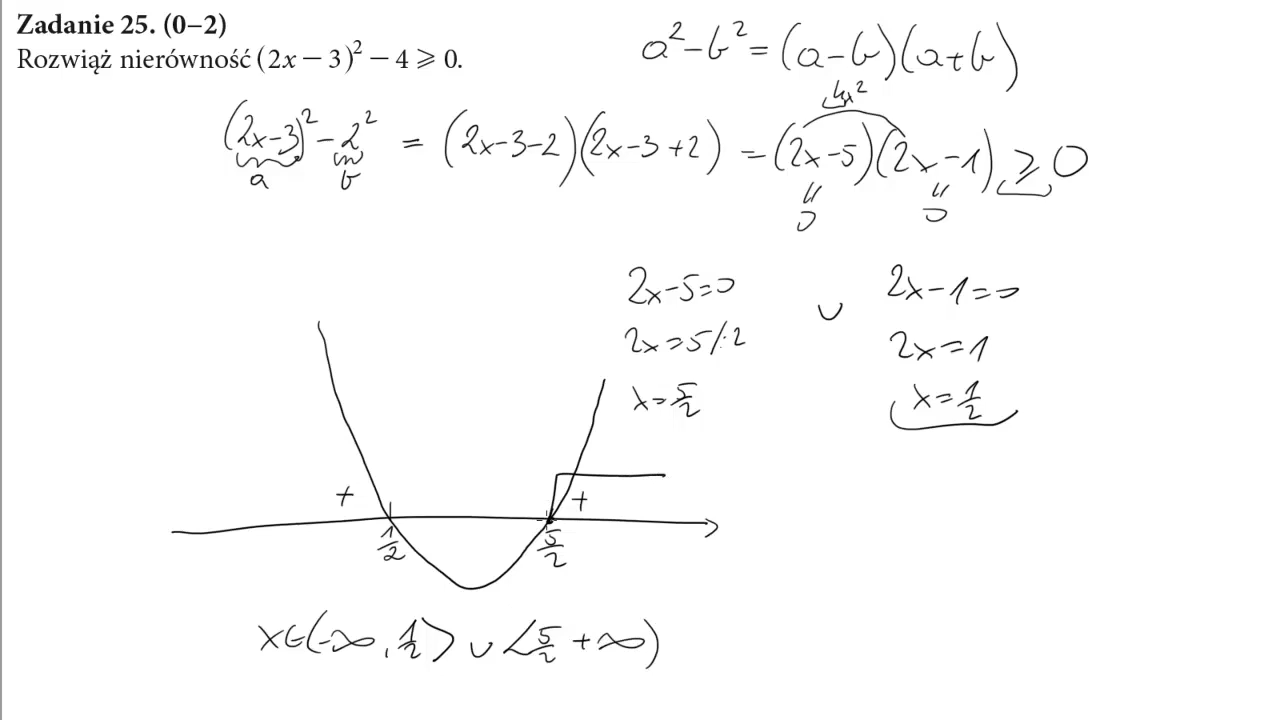 Zadanie 25. (0–2)
Rozwiąż nierówność (2x − 3)² − 4 ⩾ 0.
a² − b² = (a − b)(a + b)
4x²
(2x−3)² − 2² = (2x−3−2)(2x−3+2) = (2x−5)(2x−1) ≥ 0
a b = 0 = 0
2x−5=0 ∪ 2x−1=0
2x=5 /:2 2x=1
x=5/2 x=1/2
+ +
1/2 5/2
x∈(−∞, 1/2⟩ ∪ ⟨5/2 +∞)